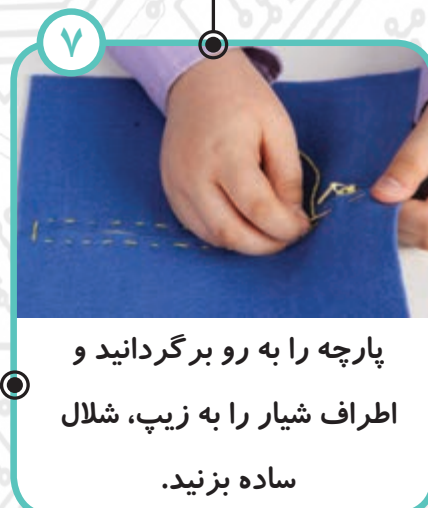 ۷
پارچه را به رو برگردانید و
اطراف شیار را به زیپ، شلال
ساده بزنید.